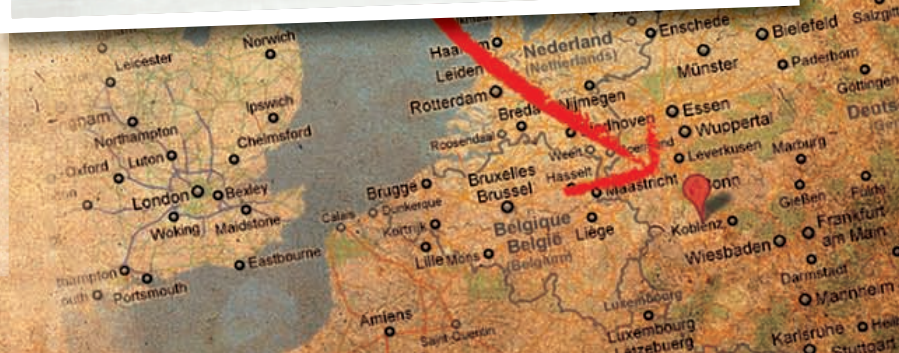 Enschede
Bielefeld
Norwich
Leicester
Nederland
(Netherlands)
Münster
Paderborn
Leiden
Göttingen
Rotterdam
Ipswich
Breda
Nijmegen
Essen
Northampton
Chelmsford
Roosendaal
Wuppertal
Oxford
Luton
Weert
Leverkusen
Marburg
London
Bexley
Brugge
Bruxelles
Brussel
Hasselt
Maastricht
Gießen
Fulda
Woking
Maidstone
Calais
Dunkerque
Kortrijk
Belgique
België
(Belgium)
Liège
Koblenz
Frankfurt
am Main
Eastbourne
Lille
Mons
Wiesbaden
Portsmouth
Darmstadt
Mannheim
Luxembourg
Amiens
Saint-Quentin
Luxembourg
Karlsruhe
Stuttgart